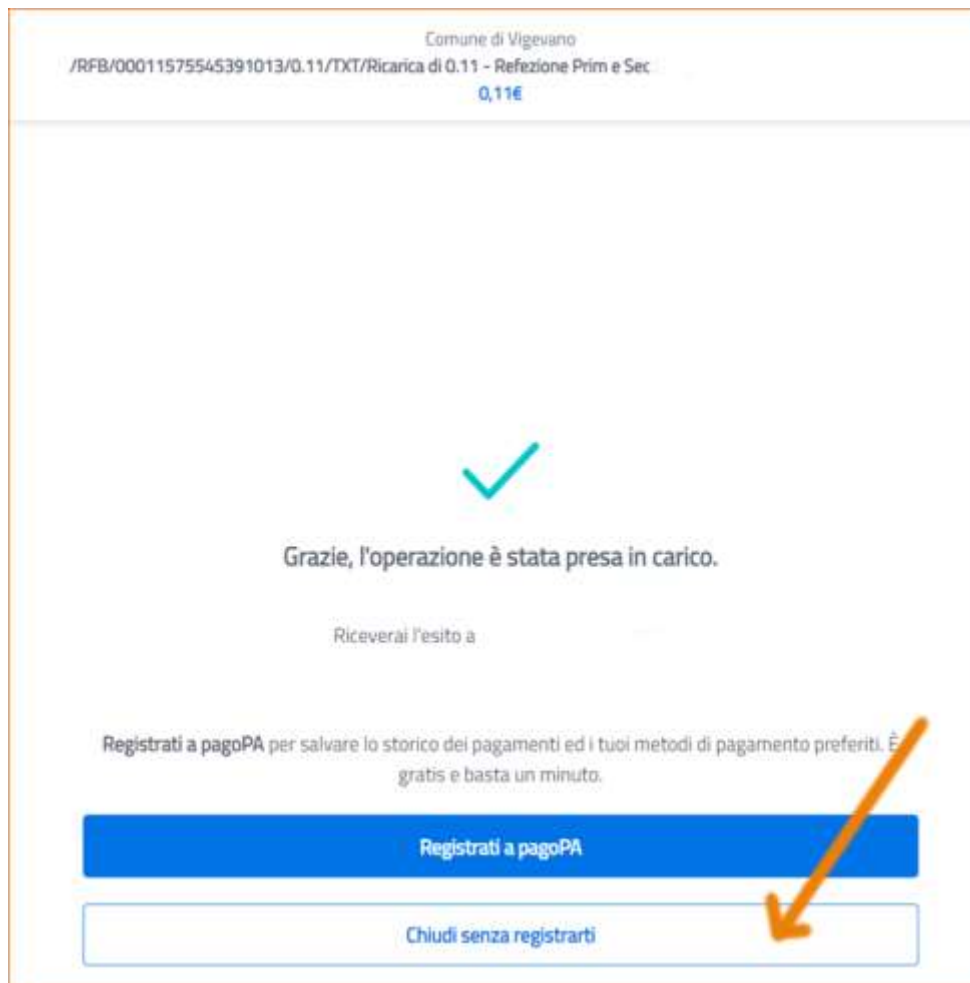 Comune di Vigevano
/RFB/00011575545391013/0.11/TXT/Ricarica di 0.11 - Refezione Prim e Sec
0,11€
Grazie, l'operazione è stata presa in carico.
Riceverai l'esito a
Registrati a pagoPA per salvare lo storico dei pagamenti ed i tuoi metodi di pagamento preferiti. È
gratis e basta un minuto.
Registrati a pagoPA
Chiudi senza registrarti